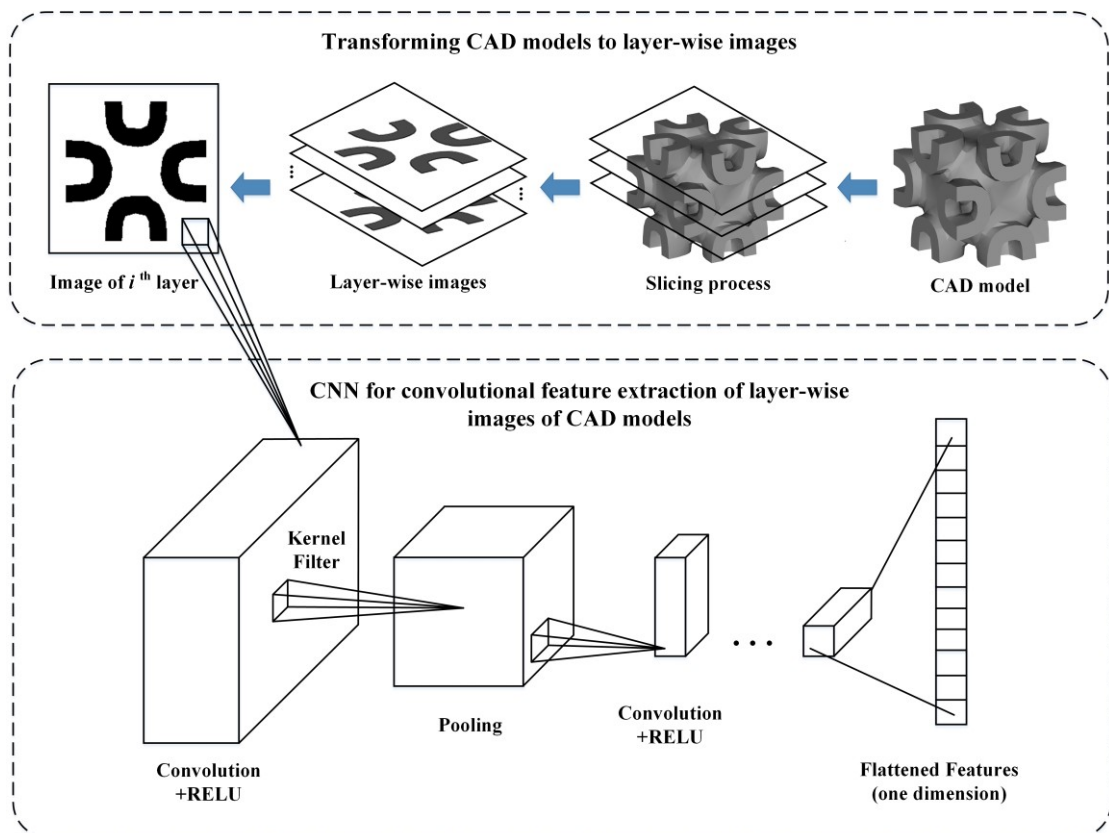 Transforming CAD models to layer-wise images
Image of i th layer
Layer-wise images
Slicing process
CAD model
CNN for convolutional feature extraction of layer-wise
images of CAD models
Kernel
Filter
Pooling
Convolution
+RELU
Convolution
+RELU
Flattened Features
(one dimension)